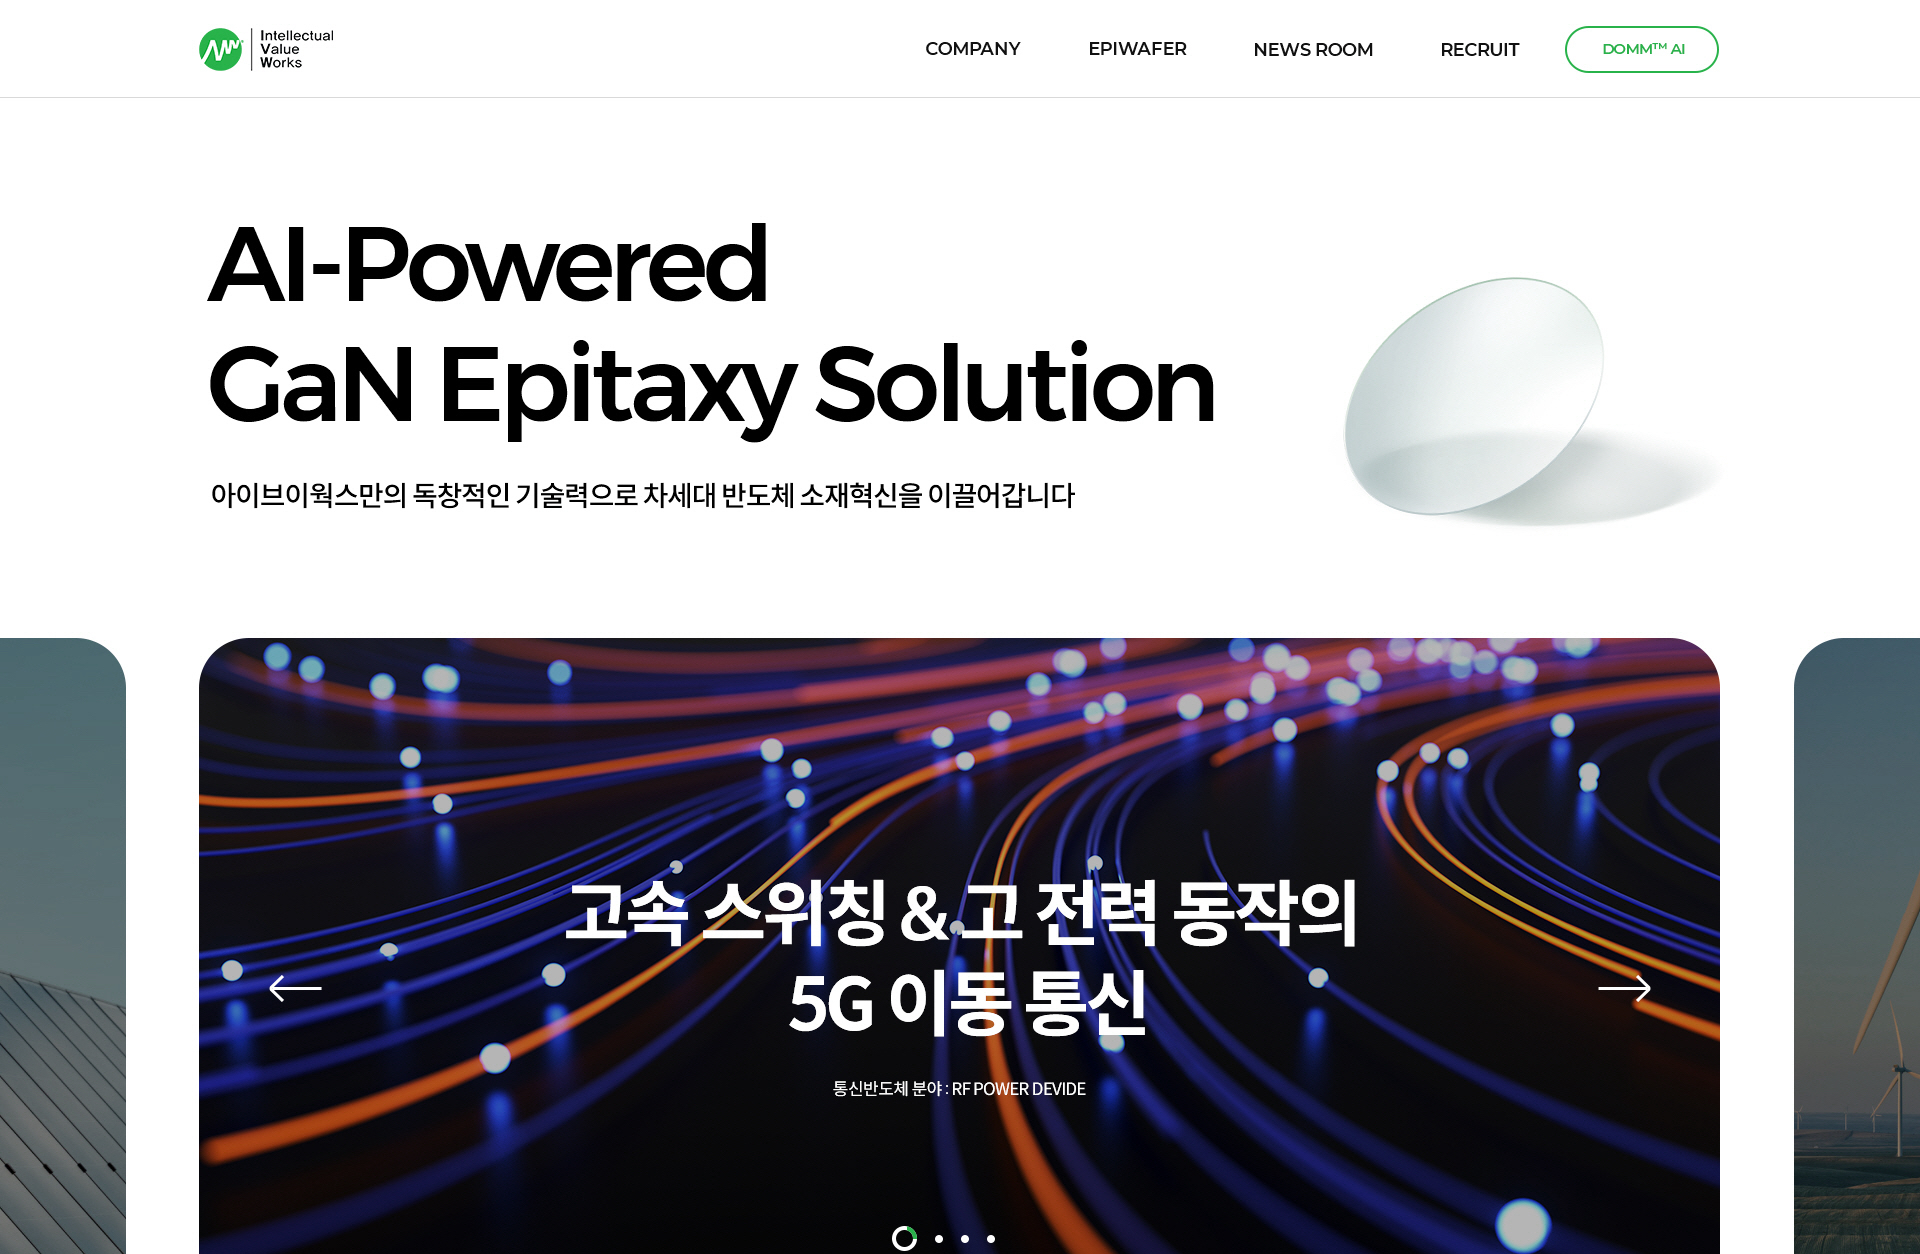 Intellectual
Value
Works
COMPANY
EPIWAFER
NEWS ROOM
RECRUIT
DOMM™ AI
AI-Powered
GaN Epitaxy Solution
아이브이웍스만의 독창적인 기술력으로 차세대 반도체 소재혁신을 이끌어갑니다
고속 스위칭 & 고 전력 동작의
5G 이동 통신
통신반도체 분야 : RF POWER DEVIDE